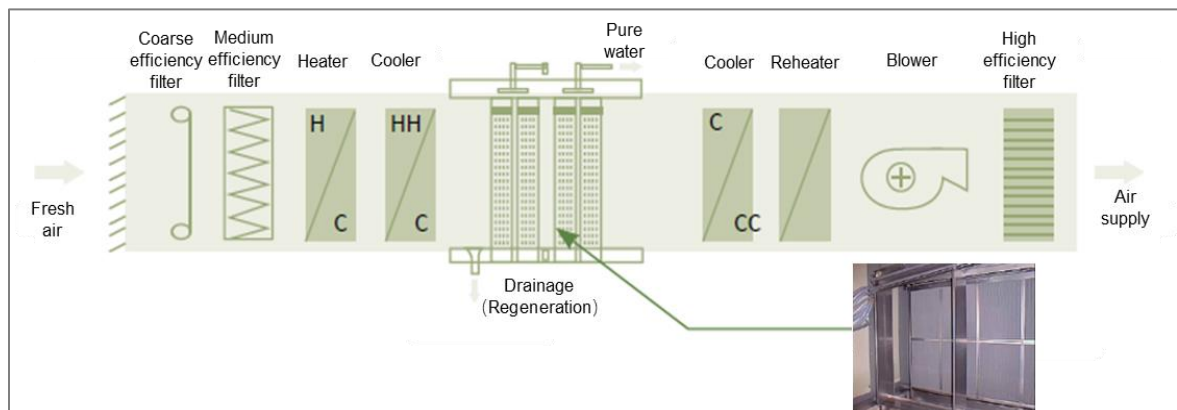 Coarse
efficiency
filter
Medium
efficiency
filter
Heater
Cooler
Pure
water
Cooler
Reheater
Blower
High
efficiency
filter
H
C
HH
C
C
CC
Fresh
air
Air
supply
Drainage
(Regeneration)